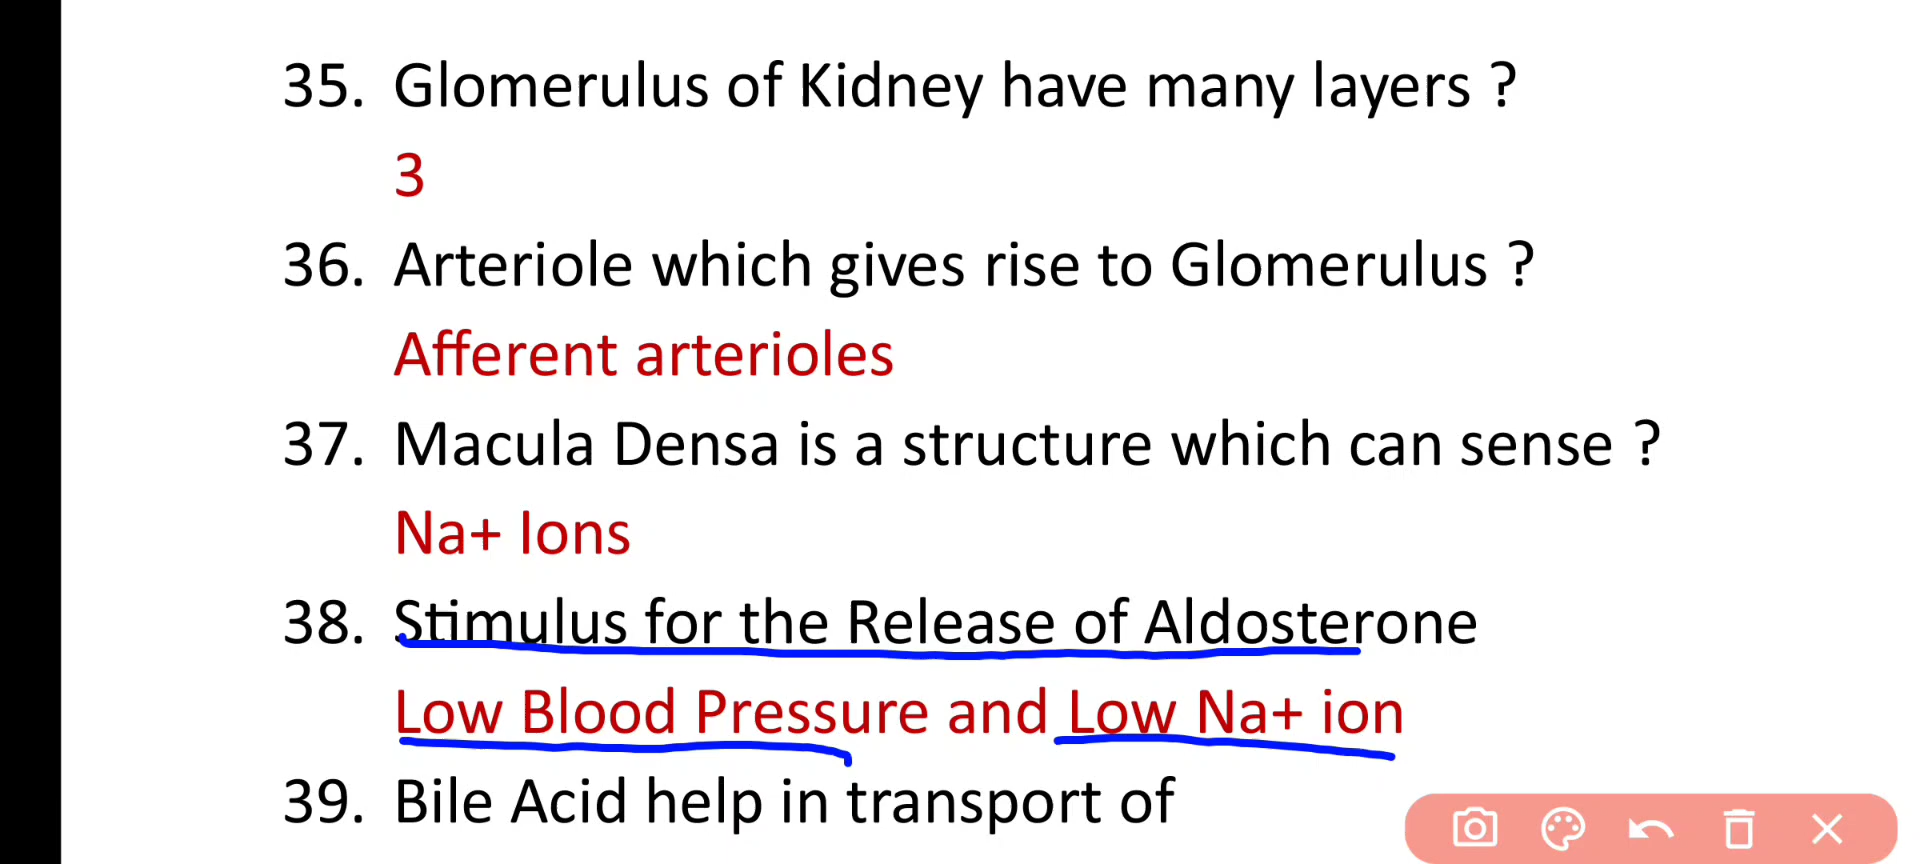 35. Glomerulus of Kidney have many layers ?
3
36. Arteriole which gives rise to Glomerulus ?
Afferent arterioles
37. Macula Densa is a structure which can sense ?
Na+ Ions
38. Stimulus for the Release of Aldosterone
Low Blood Pressure and Low Na+ ion
39. Bile Acid help in transport of